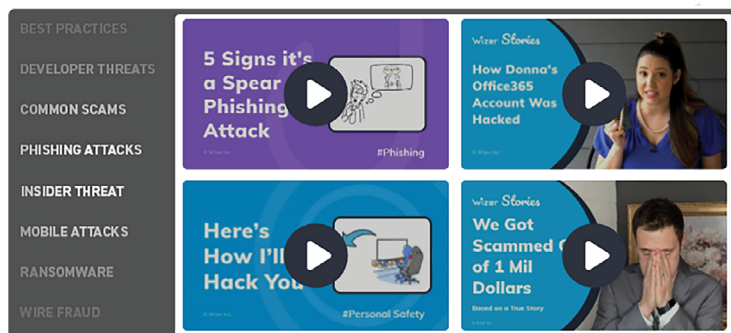 BEST PRACTICES
DEVELOPER THREATS
COMMON SCAMS
PHISHING ATTACKS
INSIDER THREAT
MOBILE ATTACKS
RANSOMWARE
WIRE FRAUD
5 Signs it's
a Spear
Phishing
Attack
#Phishing
Wizer Stories
How Donna's
Office365
Account Was
Hacked
Here's
How I'll
Hack You
#Personal Safety
Wizer Stories
We Got
Scammed
of 1 Mil
Dollars
Based on a True Story